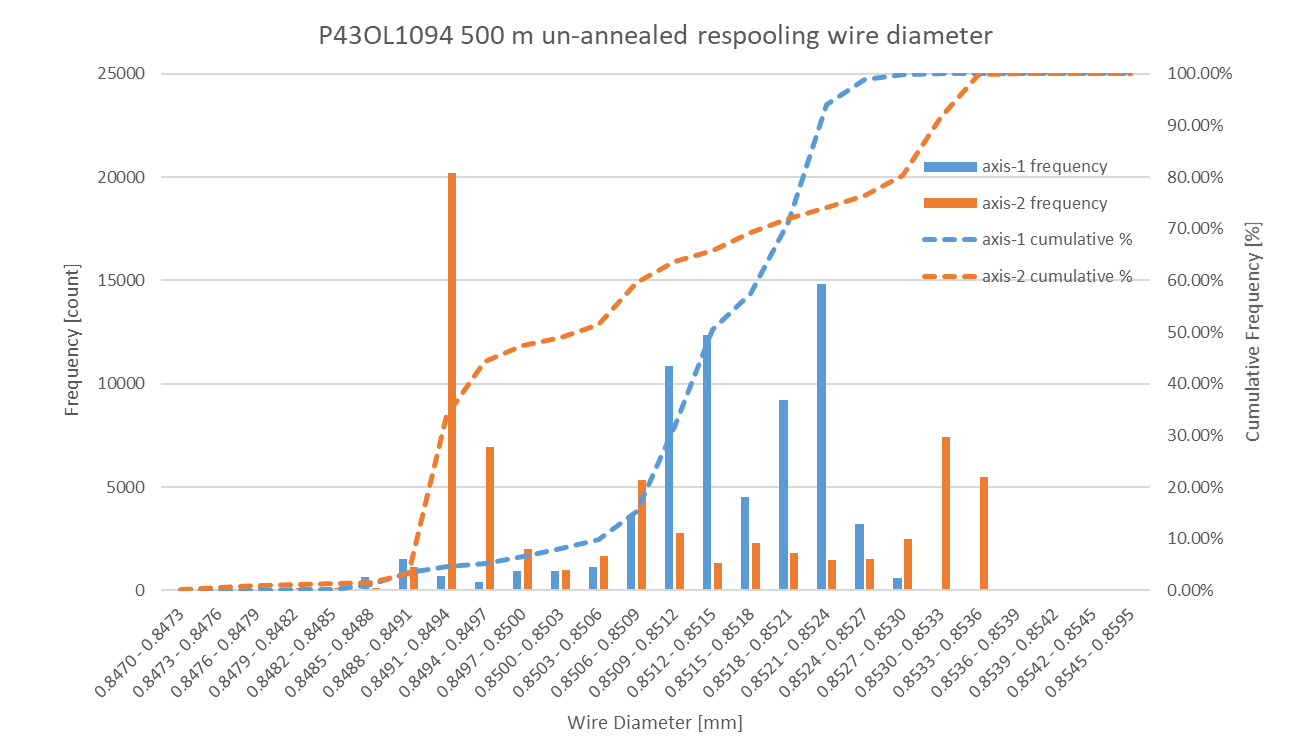 P43OL1094 500 m un-annealed respooling wire diameter
25000
20000
15000
10000
5000
0
Frequency [count]
100.00%
90.00%
80.00%
70.00%
60.00%
50.00%
40.00%
30.00%
20.00%
10.00%
0.00%
Cumulative Frequency [%]
axis-1 frequency
axis-2 frequency
axis-1 cumulative %
axis-2 cumulative %
0.8470 - 0.8473
0.8473 - 0.8476
0.8476 - 0.8479
0.8479 - 0.8482
0.8482 - 0.8485
0.8485 - 0.8488
0.8488 - 0.8491
0.8491 - 0.8494
0.8494 - 0.8497
0.8497 - 0.8500
0.8500 - 0.8503
0.8503 - 0.8506
0.8506 - 0.8509
0.8509 - 0.8512
0.8512 - 0.8515
0.8515 - 0.8518
0.8518 - 0.8521
0.8521 - 0.8524
0.8524 - 0.8527
0.8527 - 0.8530
0.8530 - 0.8533
0.8533 - 0.8536
0.8536 - 0.8539
0.8539 - 0.8542
0.8542 - 0.8545
0.8545 - 0.8595
Wire Diameter [mm]